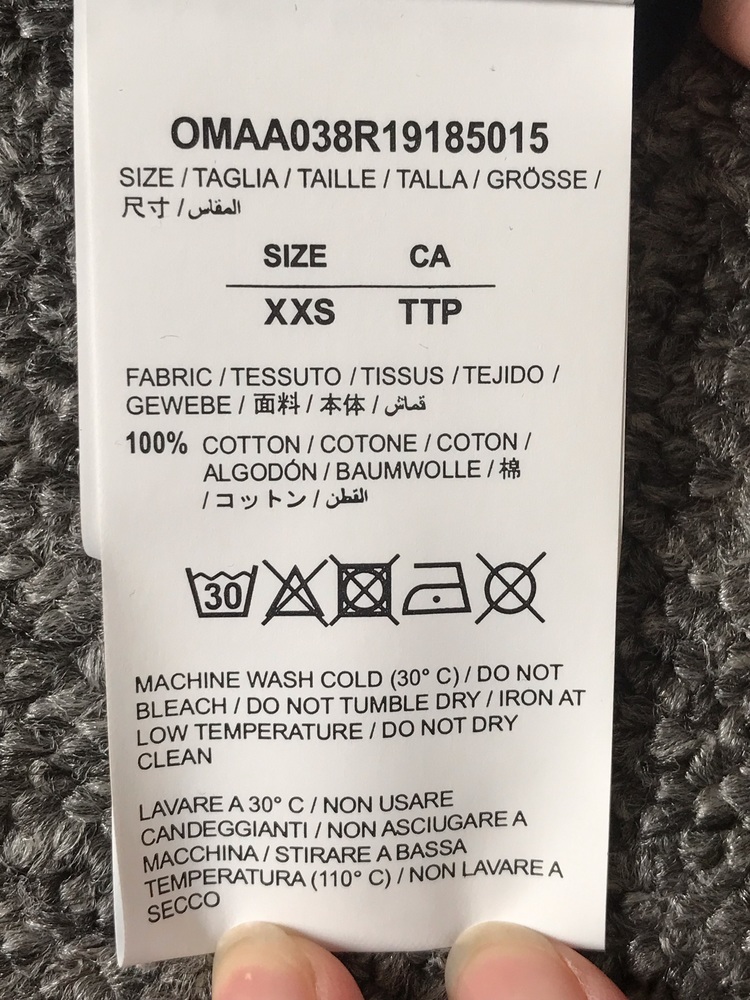 OMAA038R19185015
SIZE / TAGLIA / TAILLE / TALLA / GRÖSSE /
尺寸 / المقاس
SIZE CA
XXS TTP
FABRIC / TESSUTO / TISSUS / TEJIDO /
GEWEBE / 面料 / 本体 / قماش
100% COTTON / COTONE / COTON /
ALGODÓN / BAUMWOLLE / 棉
/ コットン / القطن
30
MACHINE WASH COLD (30° C) / DO NOT
BLEACH / DO NOT TUMBLE DRY / IRON AT
LOW TEMPERATURE / DO NOT DRY
CLEAN
LAVARE A 30° C / NON USARE
CANDEGGIANTI / NON ASCIUGARE A
MACCHINA / STIRARE A BASSA
TEMPERATURA (110° C) / NON LAVARE A
SECCO